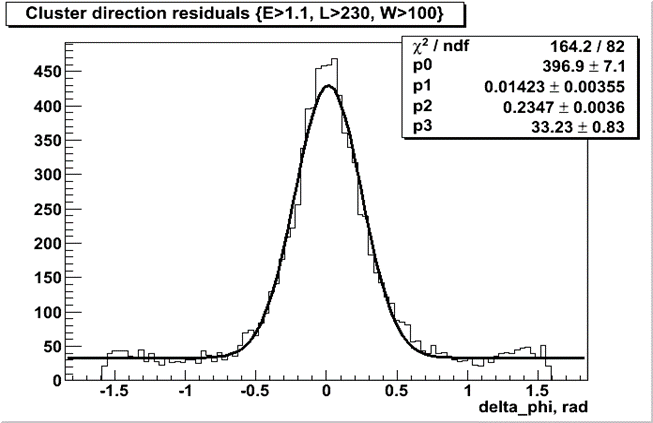 Cluster direction residuals {E>1.1, L>230, W>100}
χ² / ndf 164.2 / 82
p0 396.9 ± 7.1
p1 0.01423 ± 0.00355
p2 0.2347 ± 0.0036
p3 33.23 ± 0.83
450
400
350
300
250
200
150
100
50
0
-1.5 -1 -0.5 0 0.5 1 1.5
delta_phi, rad